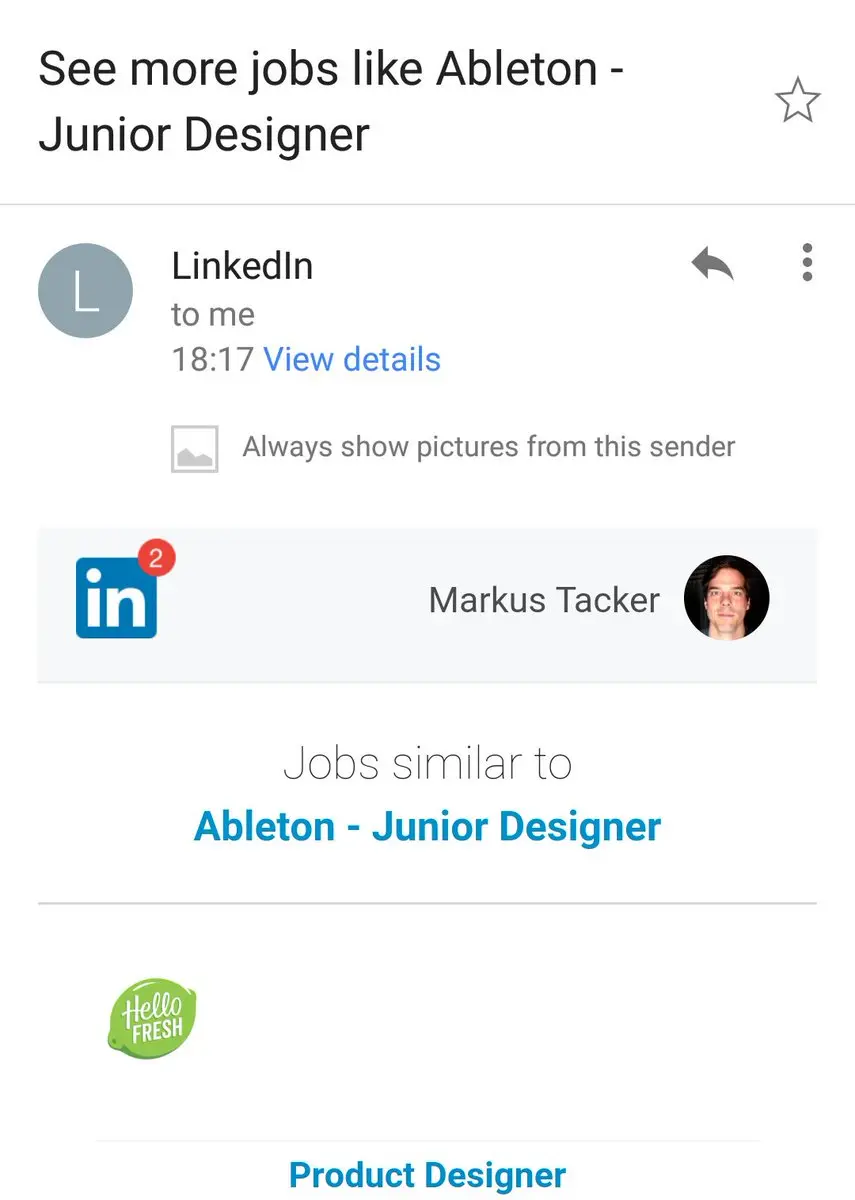 See more jobs like Ableton -
Junior Designer
L
LinkedIn
to me
18:17 View details
Always show pictures from this sender
in
2
Markus Tacker
Jobs similar to
Ableton - Junior Designer
Hello
FRESH
Product Designer